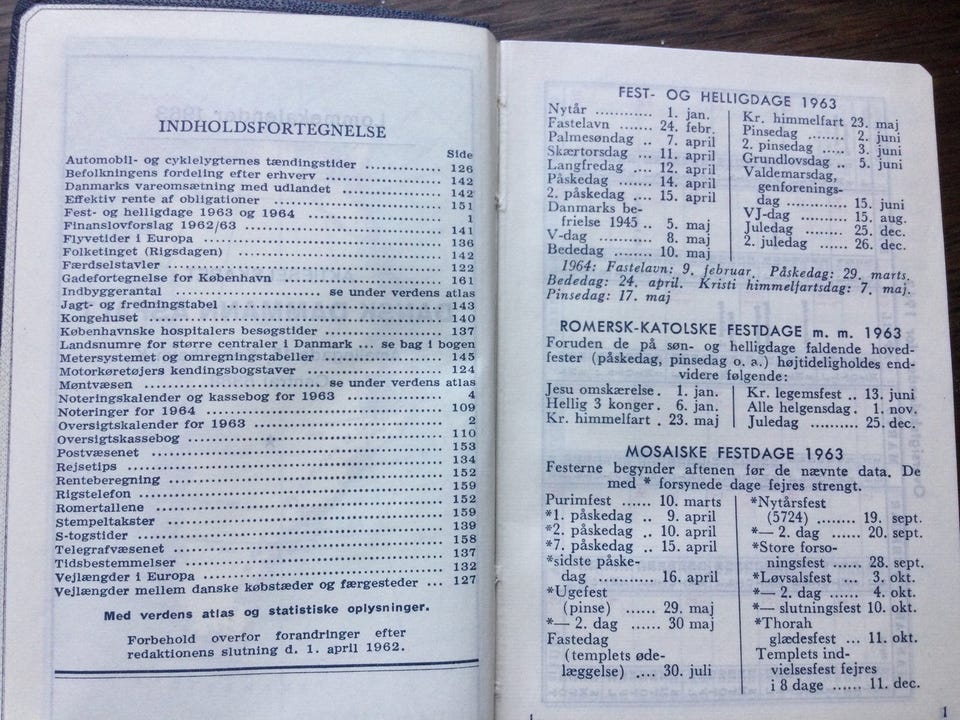 INDHOLDSFORTEGNELSE
Side
Automobil- og cyklelygternes tændingstider ............ 126
Befolkningens fordeling efter erhverv ............ 142
Danmarks vareomsætning med udlandet ............ 142
Effektiv rente af obligationer ............ 151
Fest- og helligdage 1963 og 1964 ............ 1
Finanslovforslag 1962/63 ............ 141
Flyvetider i Europa ............ 136
Folketinget (Rigsdagen) ............ 142
Færdselstavler ............ 122
Gadefortegnelse for København ............ 161
Indbyggerantal ............ se under verdens atlas
Jagt- og fredningstabel ............ 143
Kongehuset ............ 140
Københavnske hospitalers besøgstider ............ 137
Landsnumre for større centraler i Danmark ... se bag i bogen
Metersystemet og omregningstabeller ............ 145
Motorkøretøjers kendingsbogstaver ............ 124
Møntvæsen ............ se under verdens atlas
Noteringskalender og kassebog for 1963 ............ 4
Noteringer for 1964 ............ 109
Oversigtskalender for 1963 ............ 2
Oversigtskassebog ............ 110
Postvæsenet ............ 153
Rejsetips ............ 134
Renteberegning ............ 152
Rigstelefon ............ 159
Romertallene ............ 152
Stempeltakster ............ 159
S-togstider ............ 139
Telegrafvæsenet ............ 158
Tidsbestemmelser ............ 137
Vejlængder i Europa ............ 132
Vejlængder mellem danske købstæder og færgesteder ... 127
Med verdens atlas og statistiske oplysninger.
Forbehold overfor forandringer efter
redaktionens slutning d. 1. april 1962.
FEST- OG HELLIGDAGE 1963
Nytår ............ 1. jan.
Fastelavn ...... 24. febr.
Palmesøndag .. 7. april
Skærtorsdag ... 11. april
Langfredag .... 12. april
Påskedag ...... 14. april
2. påskedag ... 15. april
Danmarks be-
frielse 1945 .. 5. maj
V-dag ......... 8. maj
Bededag ....... 10. maj
Kr. himmelfart 23. maj
Pinsedag ....... 2. juni
2. pinsedag .... 3. juni
Grundlovsdag .. 5. juni
Valdemarsdag,
genforenings-
dag .......... 15. juni
VJ-dag ........ 15. aug.
Juledag ....... 25. dec.
2. juledag .... 26. dec.
1964: Fastelavn: 9. februar. Påskedag: 29. marts.
Bededag: 24. april. Kristi himmelfartsdag: 7. maj.
Pinsedag: 17. maj
ROMERSK-KATOLSKE FESTDAGE m. m. 1963
Foruden de på søn- og helligdage faldende hoved-
fester (påskedag, pinsedag o. a.) højtideligholdes end-
videre følgende:
Jesu omskærelse. 1. jan.
Hellig 3 konger. 6. jan.
Kr. himmelfart . 23. maj
Kr. legemsfest .. 13. juni
Alle helgensdag. 1. nov.
Juledag .......... 25. dec.
MOSAISKE FESTDAGE 1963
Festerne begynder aftenen før de nævnte data. De
med * forsynede dage fejres strengt.
Purimfest ...... 10. marts
*1. påskedag .. 9. april
*2. påskedag .. 10. april
*7. påskedag .. 15. april
*sidste påske-
dag .......... 16. april
*Ugefest
(pinse) ...... 29. maj
*— 2. dag ..... 30 maj
Fastedag
(templets øde-
læggelse) .... 30. juli
*Nytårsfest
(5724) ........ 19. sept.
*— 2. dag ..... 20. sept.
*Store forso-
ningsfest ...... 28. sept.
*Løvsalsfest ... 3. okt.
*— 2. dag ..... 4. okt.
*— slutningsfest 10. okt.
*Thorah
glædesfest ... 11. okt.
Templets ind-
vielsesfest fejres
i 8 dage ...... 11. dec.
1